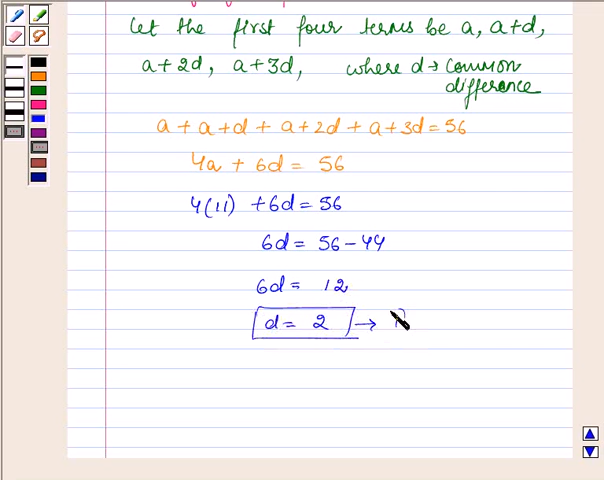 Let the first four terms be a, a+d,
a+2d, a+3d, where d → common
difference
a + a+d + a+2d + a+3d = 56
4a + 6d = 56
4(11) + 6d = 56
6d = 56 - 44
6d = 12
d = 2 →